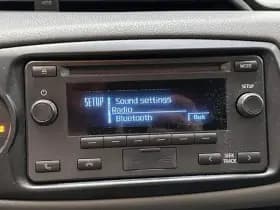 MODE
SETUP
SETUP
Sound settings
Radio
Bluetooth
Back
SEEK
TRACK